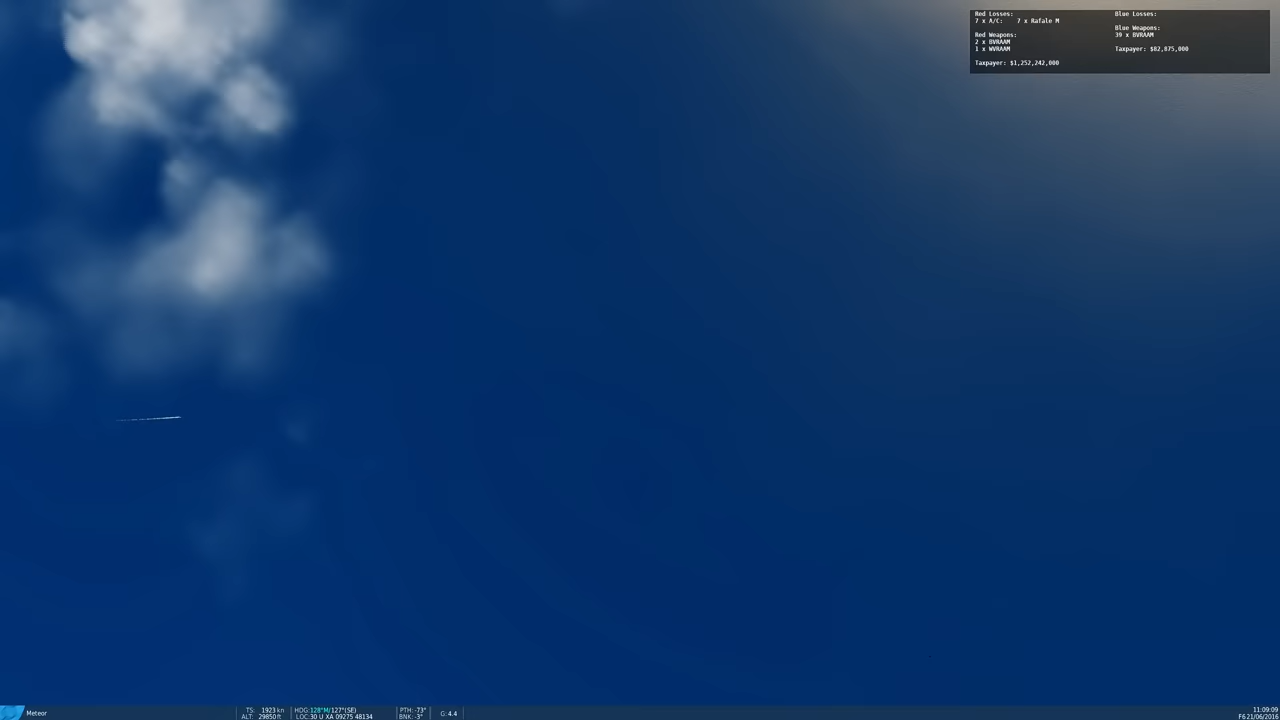 Red Losses:
7 x A/C: 7 x Rafale M
Red Weapons:
2 x BVRAAM
1 x WVRAAM
Taxpayer: $1,252,242,000
Blue Losses:
Blue Weapons:
39 x BVRAAM
Taxpayer: $82,875,000
Meteor
TS: 1923 kn
ALT: 29850 ft
HDG: 128°M/127°(SE)
LOC: 30 U XA 09275 48134
PTH: -73°
BNK: -3°
G: 4.4
11:09:09
F6 21/06/2016